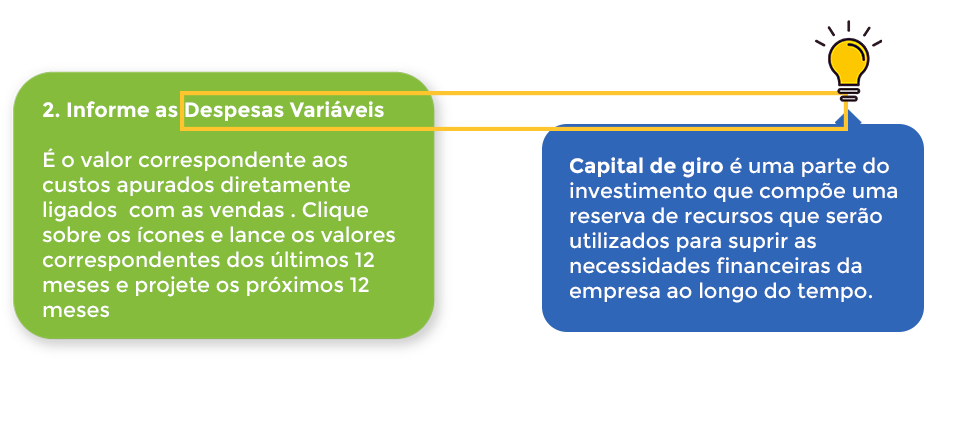 2. Informe as Despesas Variáveis
É o valor correspondente aos
custos apurados diretamente
ligados  com as vendas . Clique
sobre os ícones e lance os valores
correspondentes dos últimos 12
meses e projete os próximos 12
meses
Capital de giro é uma parte do
investimento que compõe uma
reserva de recursos que serão
utilizados para suprir as
necessidades financeiras da
empresa ao longo do tempo.